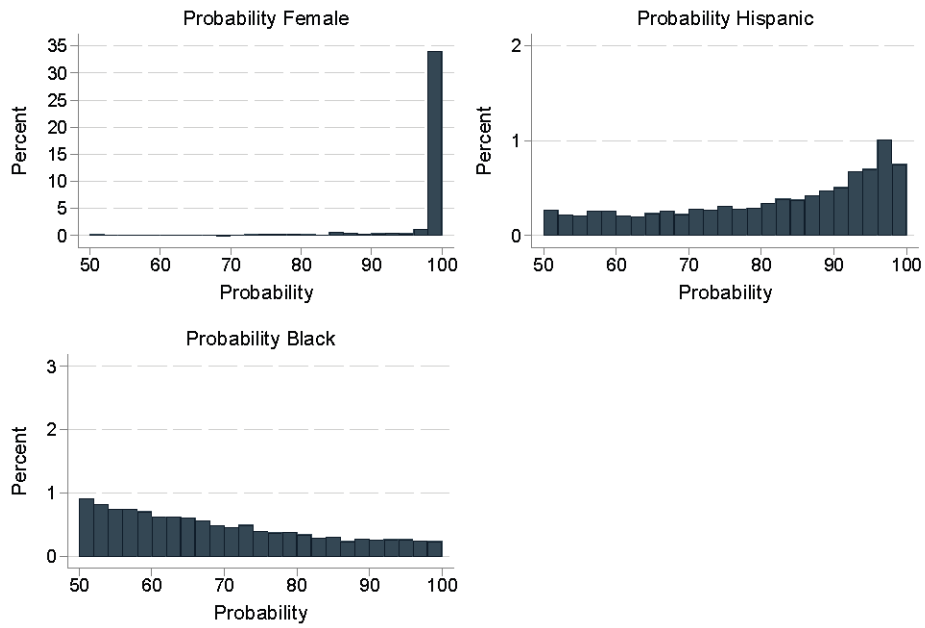 Probability Female
Percent
35
30
25
20
15
10
5
0
50 60 70 80 90 100
Probability
Probability Hispanic
Percent
2
1
0
50 60 70 80 90 100
Probability
Probability Black
Percent
3
2
1
0
50 60 70 80 90 100
Probability